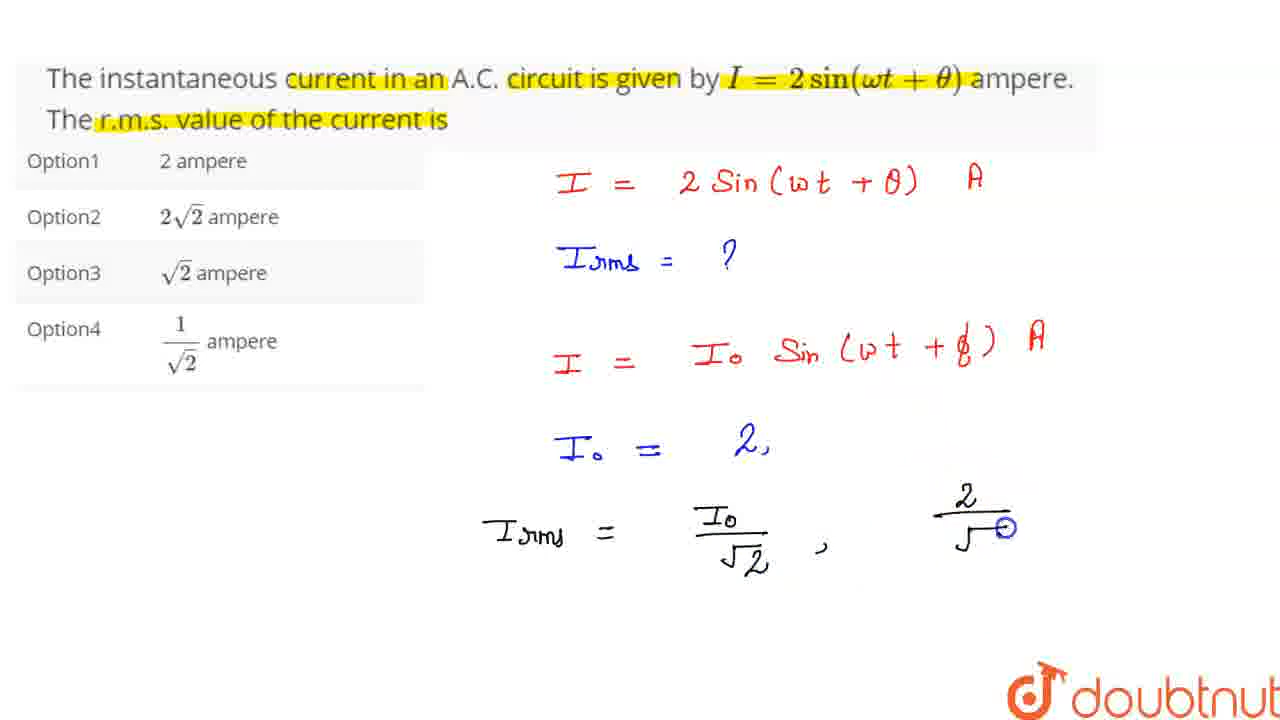 The instantaneous current in an A.C. circuit is given by I = 2 sin(ωt + θ) ampere.
The r.m.s. value of the current is
Option1 2 ampere
Option2 2√2 ampere
Option3 √2 ampere
Option4 1/√2 ampere
I = 2 Sin (ωt + θ) A
Irms = ?
I = I₀ Sin (ωt + ) A
I₀ = 2,
Irms = I₀/√2 , 2/√
doubtnut